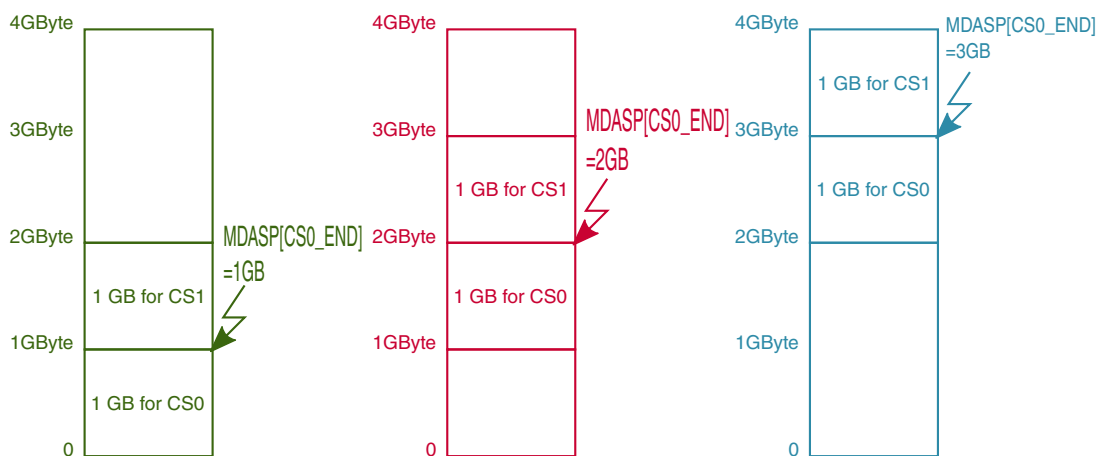 4GByte
3GByte
2GByte
MDASP[CS0_END]
=1GB
1 GB for CS1
1GByte
1 GB for CS0
0
4GByte
MDASP[CS0_END]
3GByte
=2GB
1 GB for CS1
2GByte
1 GB for CS0
1GByte
0
4GByte
MDASP[CS0_END]
=3GB
1 GB for CS1
3GByte
1 GB for CS0
2GByte
1GByte
0